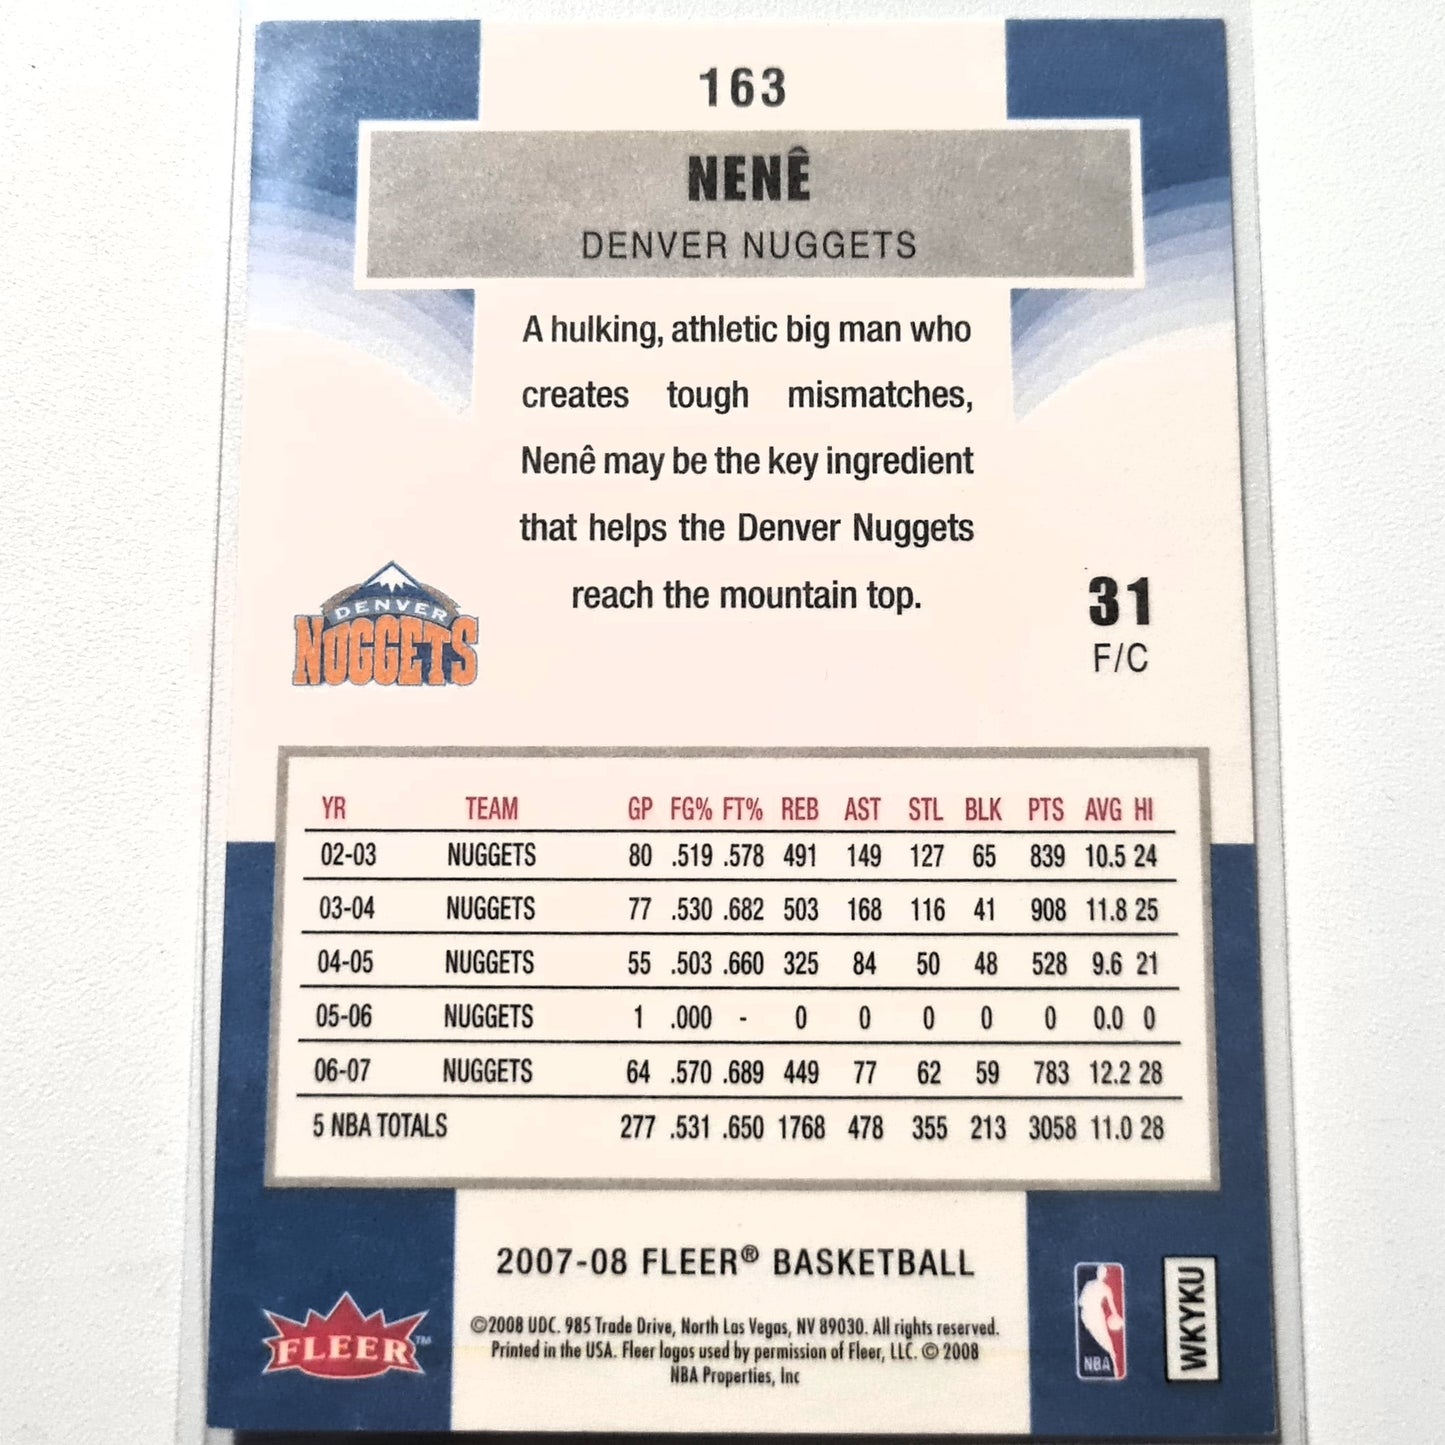 163
NENÊ
DENVER NUGGETS
A hulking, athletic big man who
creates tough mismatches,
Nenê may be the key ingredient
that helps the Denver Nuggets
reach the mountain top.
DENVER
NUGGETS
31
F/C
YR TEAM GP FG% FT% REB AST STL BLK PTS AVG HI
02-03 NUGGETS 80 .519 .578 491 149 127 65 839 10.5 24
03-04 NUGGETS 77 .530 .682 503 168 116 41 908 11.8 25
04-05 NUGGETS 55 .503 .660 325 84 50 48 528 9.6 21
05-06 NUGGETS 1 .000 - 0 0 0 0 0 0.0 0
06-07 NUGGETS 64 .570 .689 449 77 62 59 783 12.2 28
5 NBA TOTALS 277 .531 .650 1768 478 355 213 3058 11.0 28
2007-08 FLEER® BASKETBALL
©2008 UDC. 985 Trade Drive, North Las Vegas, NV 89030. All rights reserved.
Printed in the USA. Fleer logos used by permission of Fleer, LLC. © 2008
NBA Properties, Inc
FLEER™
NBA
WKYKU